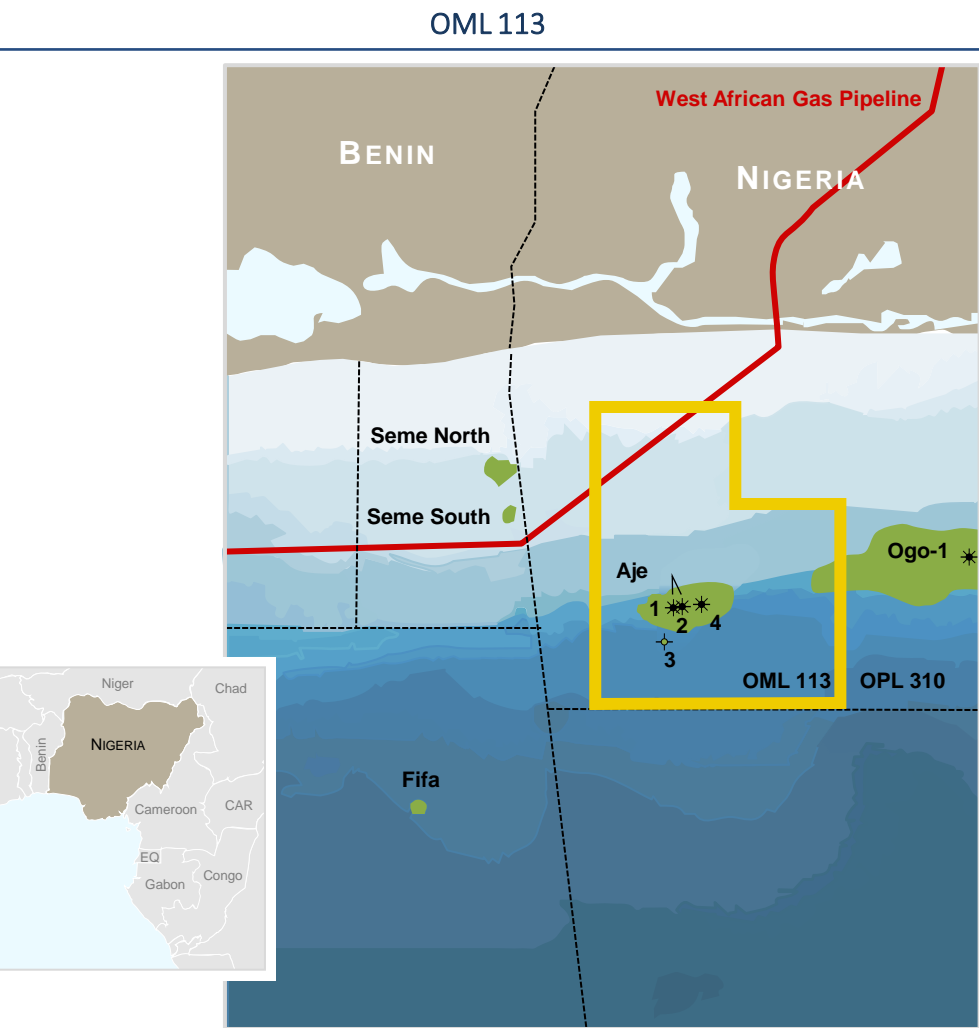 OML 113
West African Gas Pipeline
BENIN
NIGERIA
Seme North
Seme South
Ogo-1
Aje
1
2
4
3
OML 113
OPL 310
Fifa
Niger
Chad
NIGERIA
Benin
Cameroon
CAR
EQ
Gabon
Congo